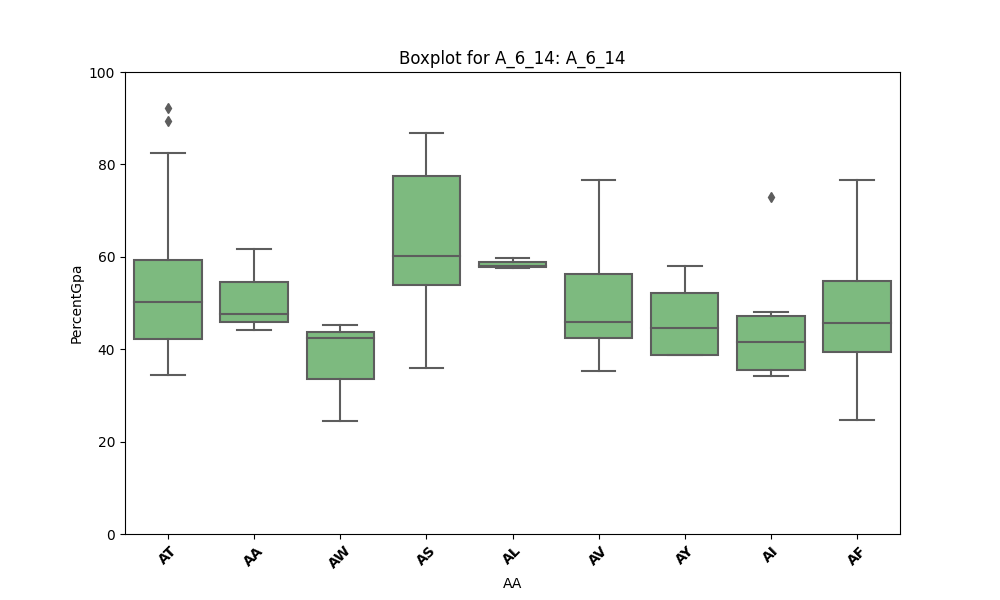 Boxplot for A_6_14: A_6_14
100
80
60
40
20
0
PercentGpa
AT
AA
AW
AS
AL
AV
AY
AI
AF
AA